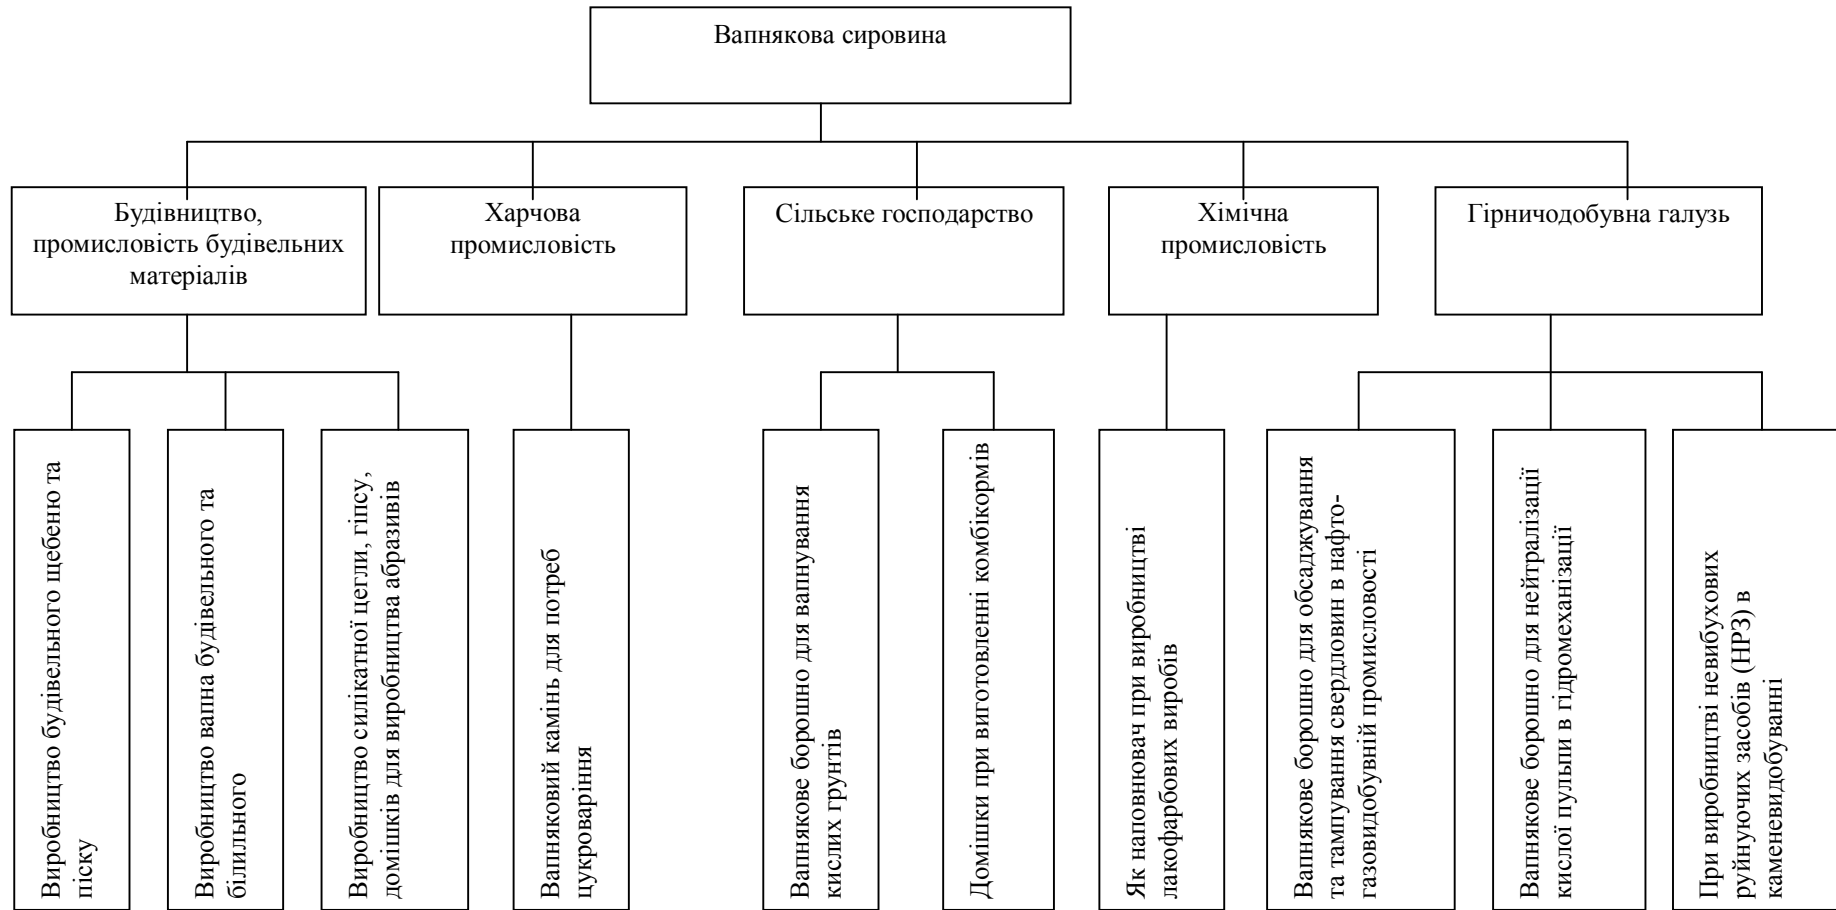 Вапнякова сировина
Будівництво,
промисловість будівельних
матеріалів
Харчова
промисловість
Сільське господарство
Хімічна
промисловість
Гірничодобувна галузь
Виробництво будівельного щебеню та
піску
Виробництво вапна будівельного та
білильного
Виробництво силікатної цегли, гіпсу,
домішків для виробництва абразивів
Вапняковий камінь для потреб
цукроваріння
Вапнякове борошно для вапнування
кислих грунтів
Домішки при виготовленні комбікормів
Як наповнювач при виробництві
лакофарбових виробів
Вапнякове борошно для обсаджування
та тампування свердловин в нафто-
газовидобувній промисловості
Вапнякове борошно для нейтралізації
кислої пульпи в гідромеханізації
При виробництві невибухових
руйнуючих засобів (НРЗ) в
каменевидобуванні